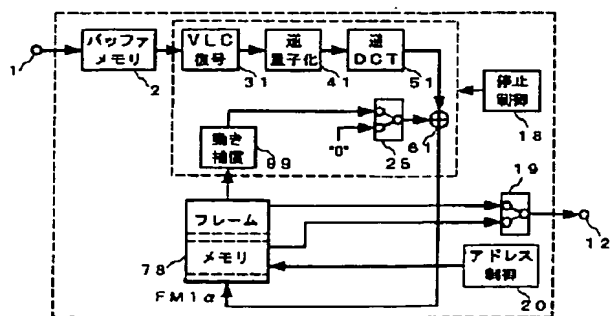 バッファ
メモリ
1
2
VLC
復号
31
逆
量子化
41
逆
DCT
51
停止
制御
18
動き
補償
89
"0"
25
61
19
12
フレーム
メモリ
78
FM1α
アドレス
制御
20